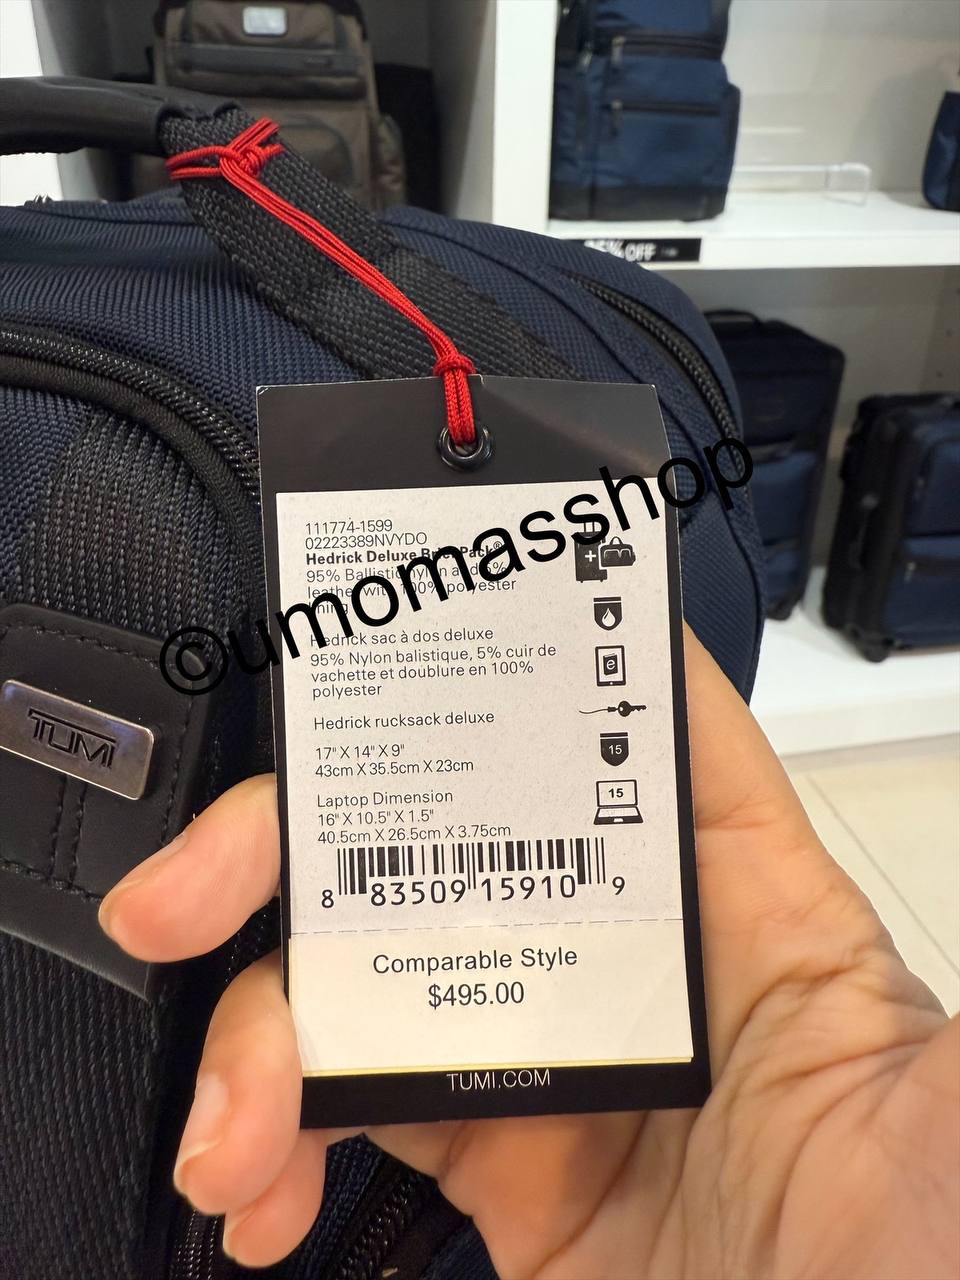 35% OFF
111774-1599
02223389NVYDO
Hedrick Deluxe Brief Pack®
95% Ballistic nylon and 5%
leather with 100% polyester
lining
©umomasshop
Hedrick sac à dos deluxe
95% Nylon balistique, 5% cuir de
vachette et doublure en 100%
polyester
Hedrick rucksack deluxe
17" X 14" X 9"
43cm X 35.5cm X 23cm
15
Laptop Dimension
16" X 10.5" X 1.5"
40.5cm X 26.5cm X 3.75cm
15
8 83509 15910 9
Comparable Style
$495.00
TUMI.COM
TUMI